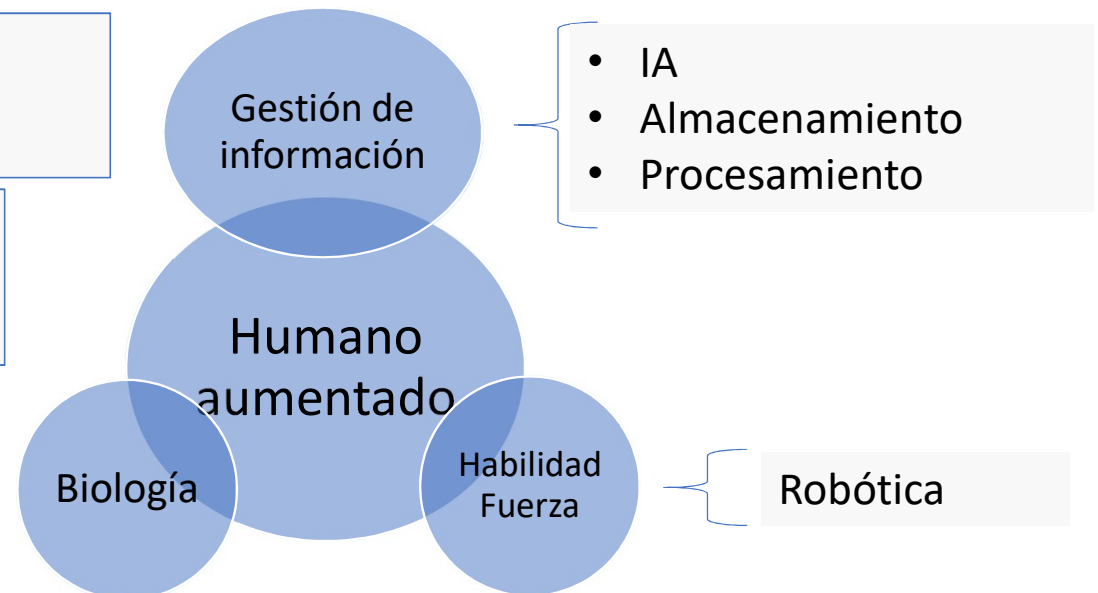 Gestión de
información
• IA
• Almacenamiento
• Procesamiento
Humano
aumentado
Biología
Habilidad
Fuerza
Robótica